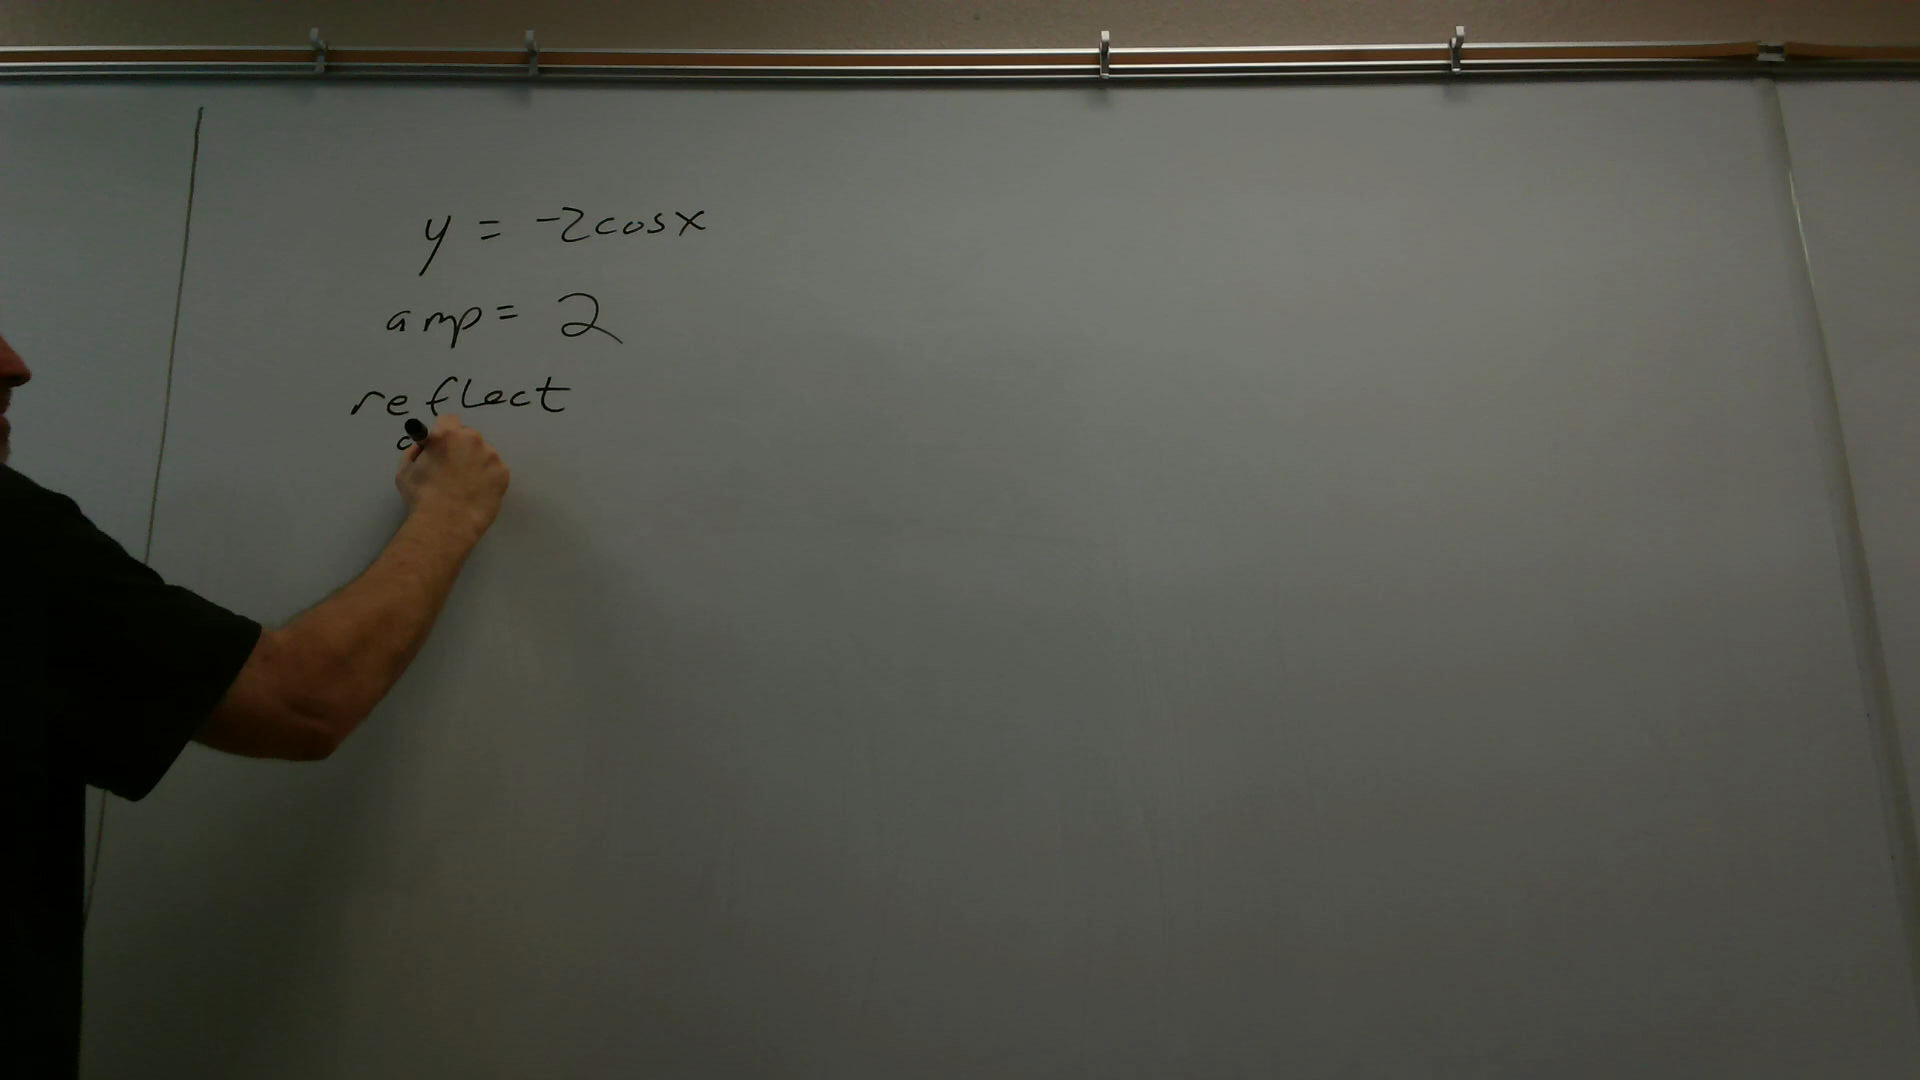 y = -2cosx
amp = 2
reflect